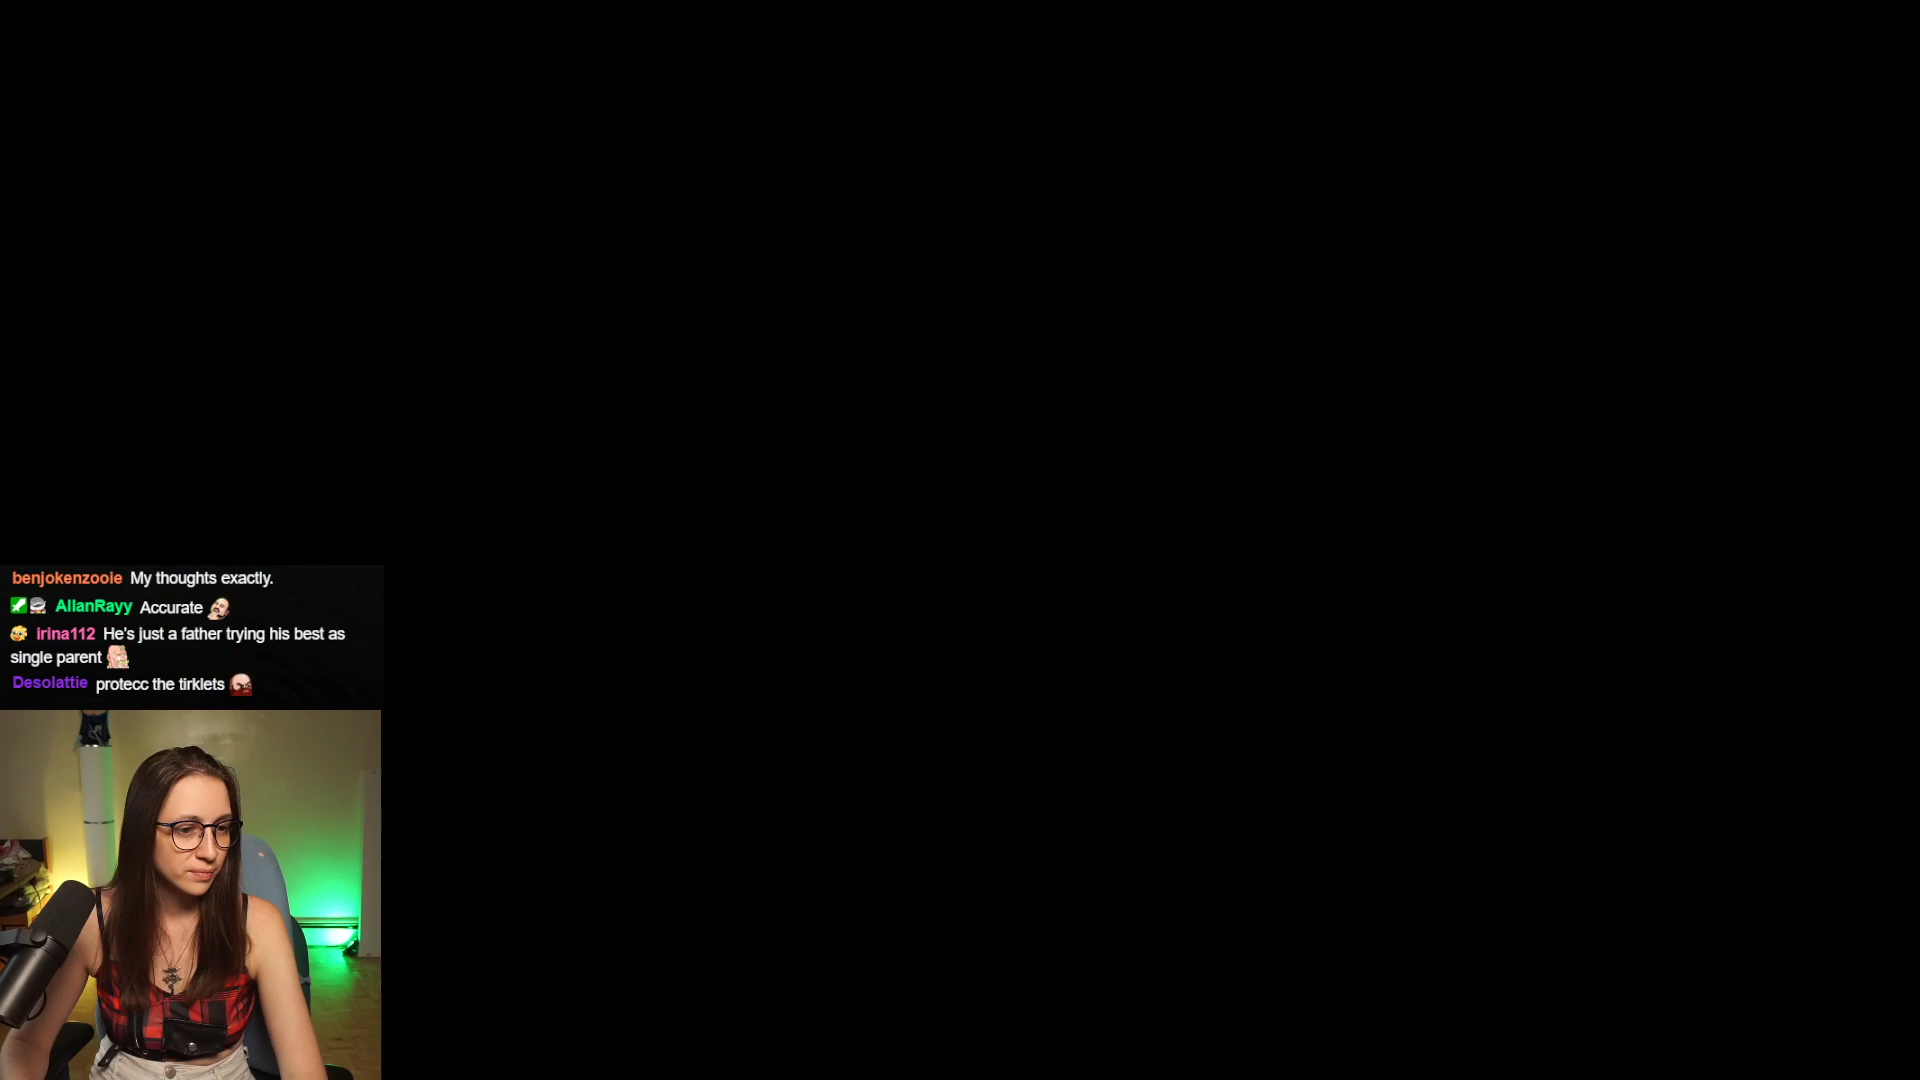 benjokenzooie My thoughts exactly.
AllanRayy Accurate
irina112 He's just a father trying his best as
single parent
Desolattie protecc the tirklets